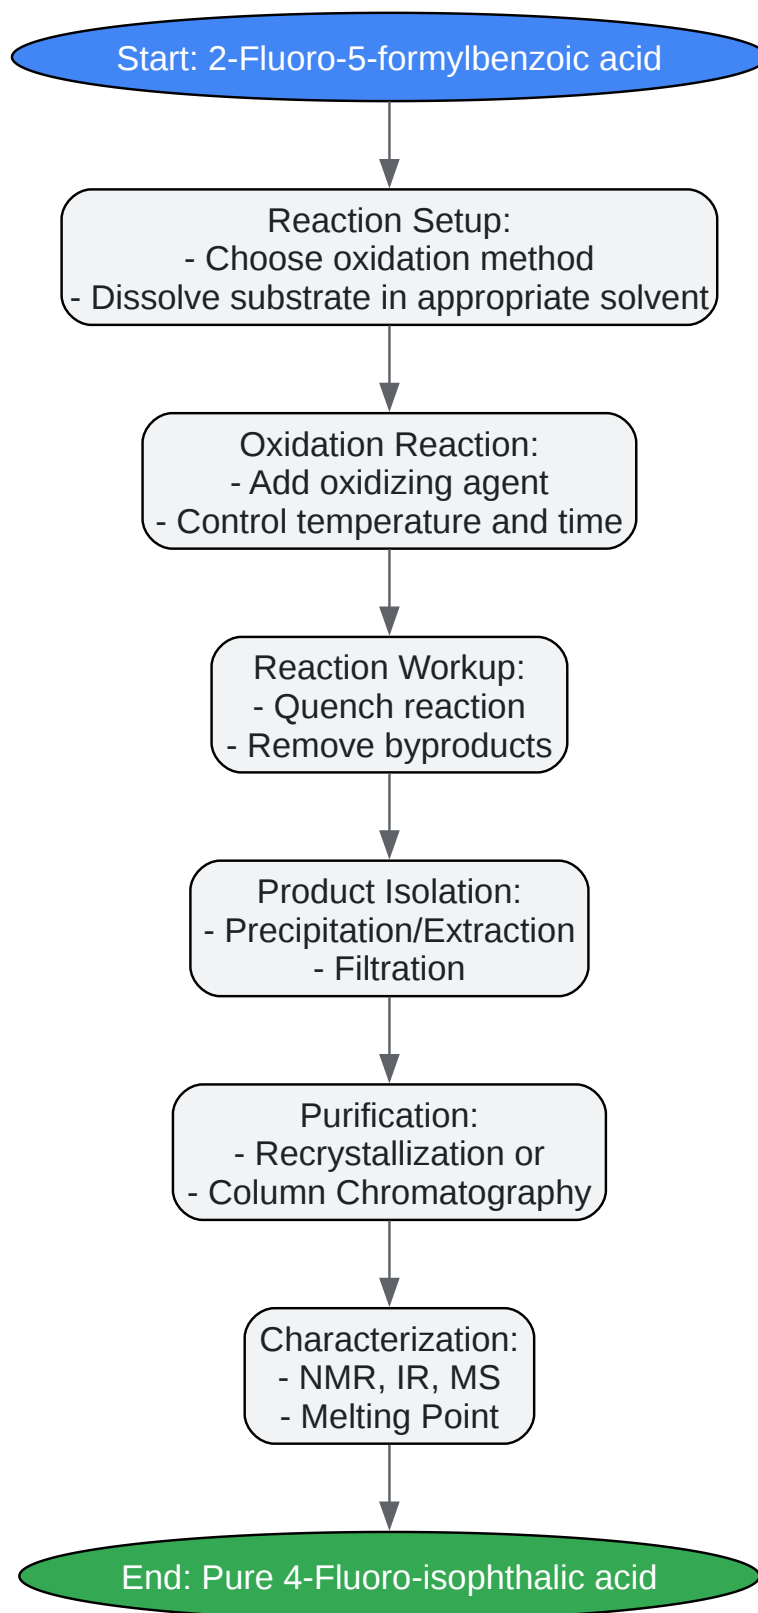 Start: 2-Fluoro-5-formylbenzoic acid
Reaction Setup:
- Choose oxidation method
- Dissolve substrate in appropriate solvent
Oxidation Reaction:
- Add oxidizing agent
- Control temperature and time
Reaction Workup:
- Quench reaction
- Remove byproducts
Product Isolation:
- Precipitation/Extraction
- Filtration
Purification:
- Recrystallization or
- Column Chromatography
Characterization:
- NMR, IR, MS
- Melting Point
End: Pure 4-Fluoro-isophthalic acid